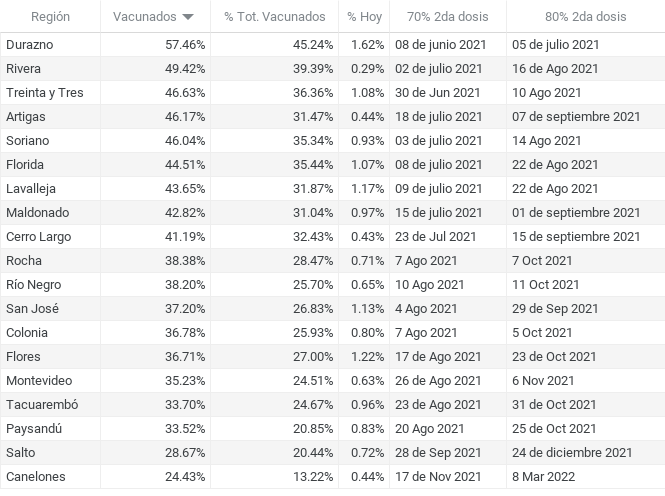 Región Vacunados % Tot. Vacunados % Hoy 70% 2da dosis 80% 2da dosis
Durazno 57.46% 45.24% 1.62% 08 de junio 2021 05 de julio 2021
Rivera 49.42% 39.39% 0.29% 02 de julio 2021 16 de Ago 2021
Treinta y Tres 46.63% 36.36% 1.08% 30 de Jun 2021 10 Ago 2021
Artigas 46.17% 31.47% 0.44% 18 de julio 2021 07 de septiembre 2021
Soriano 46.04% 35.34% 0.93% 03 de julio 2021 14 Ago 2021
Florida 44.51% 35.44% 1.07% 08 de julio 2021 22 de Ago 2021
Lavalleja 43.65% 31.87% 1.17% 09 de julio 2021 22 de Ago 2021
Maldonado 42.82% 31.04% 0.97% 15 de julio 2021 01 de septiembre 2021
Cerro Largo 41.19% 32.43% 0.43% 23 de Jul 2021 15 de septiembre 2021
Rocha 38.38% 28.47% 0.71% 7 Ago 2021 7 Oct 2021
Río Negro 38.20% 25.70% 0.65% 10 Ago 2021 11 Oct 2021
San José 37.20% 26.83% 1.13% 4 Ago 2021 29 de Sep 2021
Colonia 36.78% 25.93% 0.80% 7 Ago 2021 5 Oct 2021
Flores 36.71% 27.00% 1.22% 17 de Ago 2021 23 de Oct 2021
Montevideo 35.23% 24.51% 0.63% 26 de Ago 2021 6 Nov 2021
Tacuarembó 33.70% 24.67% 0.96% 23 de Ago 2021 31 de Oct 2021
Paysandú 33.52% 20.85% 0.83% 20 Ago 2021 25 de Oct 2021
Salto 28.67% 20.44% 0.72% 28 de Sep 2021 24 de diciembre 2021
Canelones 24.43% 13.22% 0.44% 17 de Nov 2021 8 Mar 2022